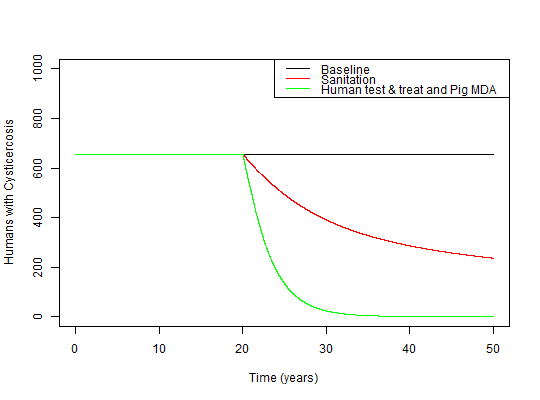 Baseline
Sanitation
Human test & treat and Pig MDA
Humans with Cysticercosis
1000
800
600
400
200
0
0 10 20 30 40 50
Time (years)